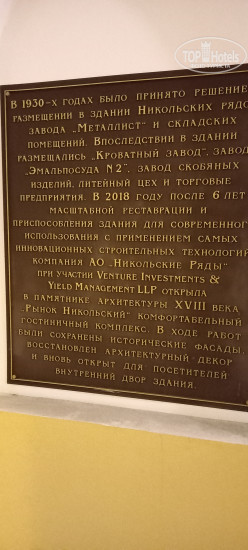 TOP Hotels
В 1930-х годах было принято решение
размещении в здании Никольских рядо
завода „Металлист" и складских
помещений. Впоследствии в здании
размещались „Кроватный завод", завод
„Эмальпосуда №2", завод скобяных
изделий, литейный цех и торговые
предприятия. В 2018 году после 6 лет
масштабной реставрации и
приспособления здания для современног
использования с применением самых
инновационных строительных технологий
компания АО „Никольские Ряды"
при участии Venture Investments &
Yield Management LLP открыла
в памятнике архитектуры XVIII века
„Рынок Никольский" комфортабельный
гостиничный комплекс. В ходе работ
были сохранены исторические фасады,
восстановлен архитектурный декор
и вновь открыт для посетителей
внутренний двор здания.